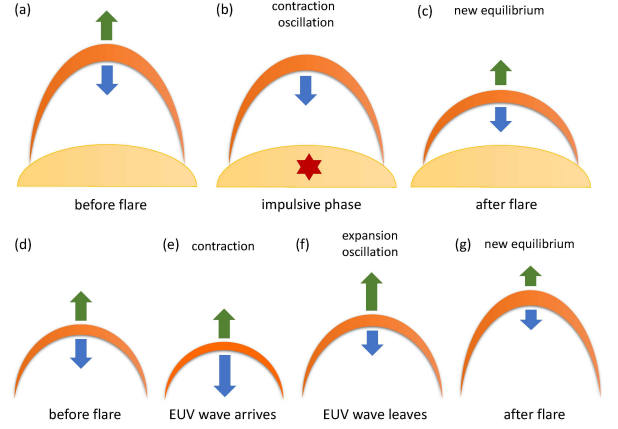 (a)
(b)
contraction
oscillation
(c)
new equilibrium
before flare
impulsive phase
after flare
(d)
(e)
contraction
(f)
expansion
oscillation
(g)
new equilibrium
before flare
EUV wave arrives
EUV wave leaves
after flare